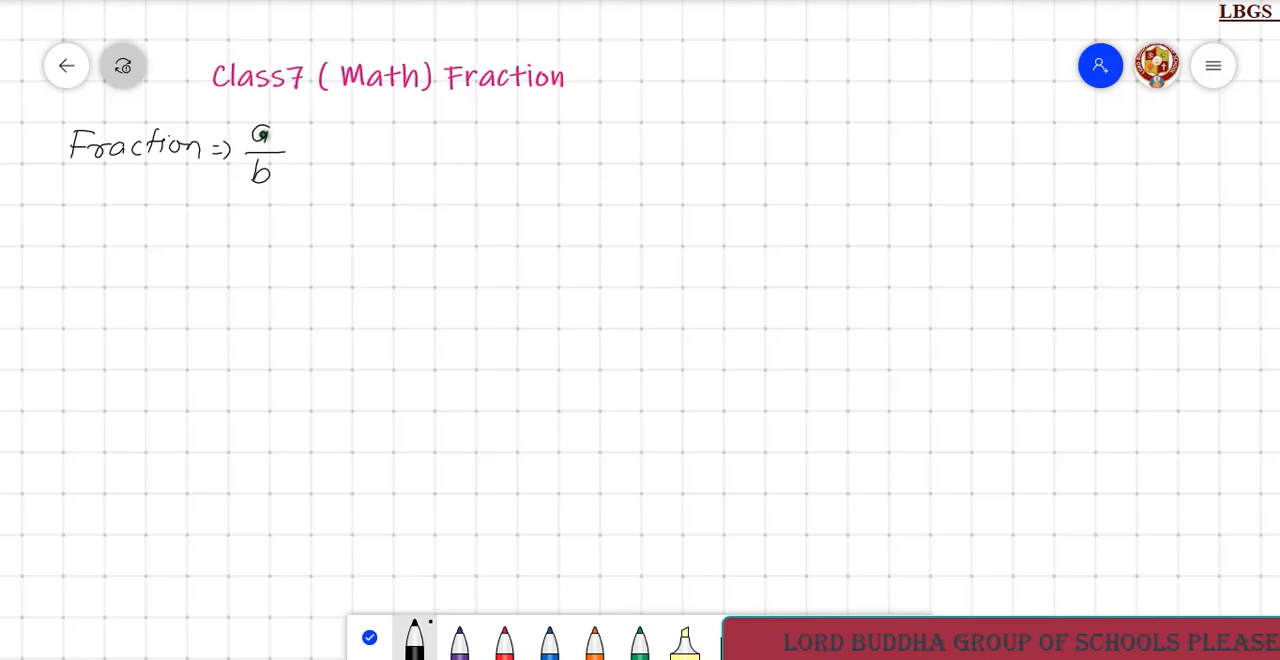 LBGS
Class7 ( Math) Fraction
Fraction => a/b
LORD BUDDHA GROUP OF SCHOOLS PLEASE